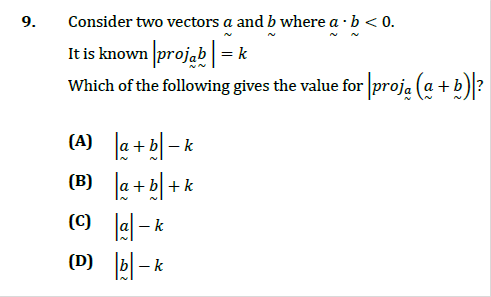 9. Consider two vectors a̰ and b̰ where a̰ · b̰ < 0.
It is known |proj_a̰ b̰| = k
Which of the following gives the value for |proj_a̰ (a̰ + b̰)|?
(A) |a̰ + b̰| − k
(B) |a̰ + b̰| + k
(C) |a̰| − k
(D) |b̰| − k